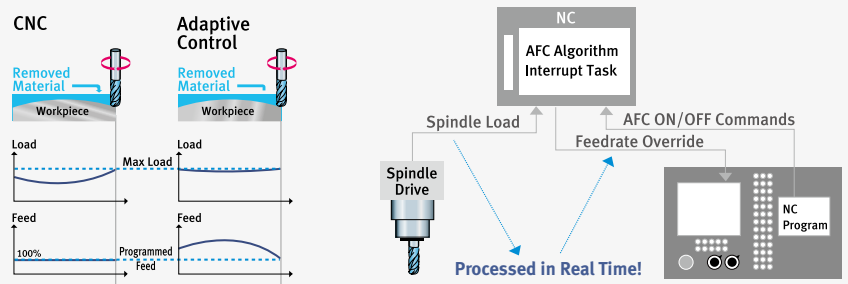 CNC
Adaptive
Control
Removed
Material
Workpiece
Removed
Material
Workpiece
Load
Max Load
Load
Feed
100%
Programmed
Feed
Feed
NC
AFC Algorithm
Interrupt Task
Spindle Load
AFC ON/OFF Commands
Feedrate Override
Spindle
Drive
NC
Program
Processed in Real Time!